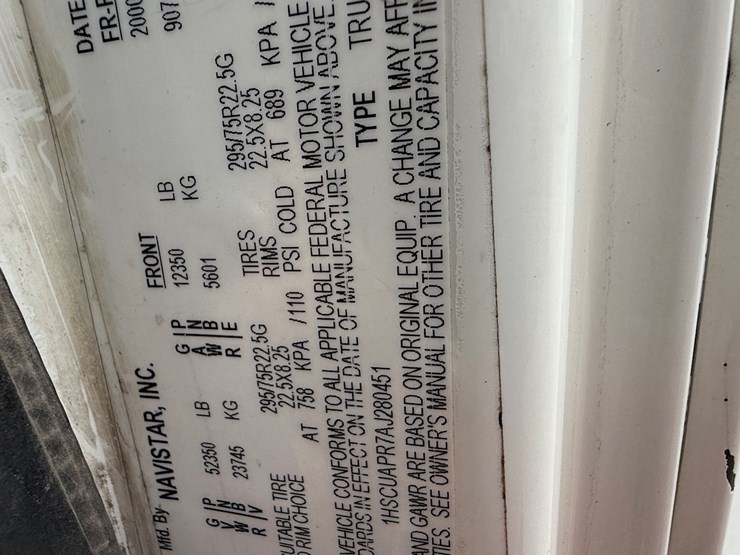 Mfd. By NAVISTAR, INC. DATE
G P 52350 LB G P FRONT 12350 LB FR-
V N 23745 KG A N 5601 KG 2000
W B W B 907
R V R E
TABLE TIRE 295/75R22.5G TIRES 295/75R22.5G
RIM CHOICE 22.5X8.25 RIMS 22.5X8.25
AT 758 KPA /110 PSI COLD AT 689 KPA /
VEHICLE CONFORMS TO ALL APPLICABLE FEDERAL MOTOR VEHICLE
DARDS IN EFFECT ON THE DATE OF MANUFACTURE SHOWN ABOVE.
1HSCUAPR7AJ280451 TYPE TRU
AND GAWR ARE BASED ON ORIGINAL EQUIP. A CHANGE MAY AFF
TIES. SEE OWNER'S MANUAL FOR OTHER TIRE AND CAPACITY IN